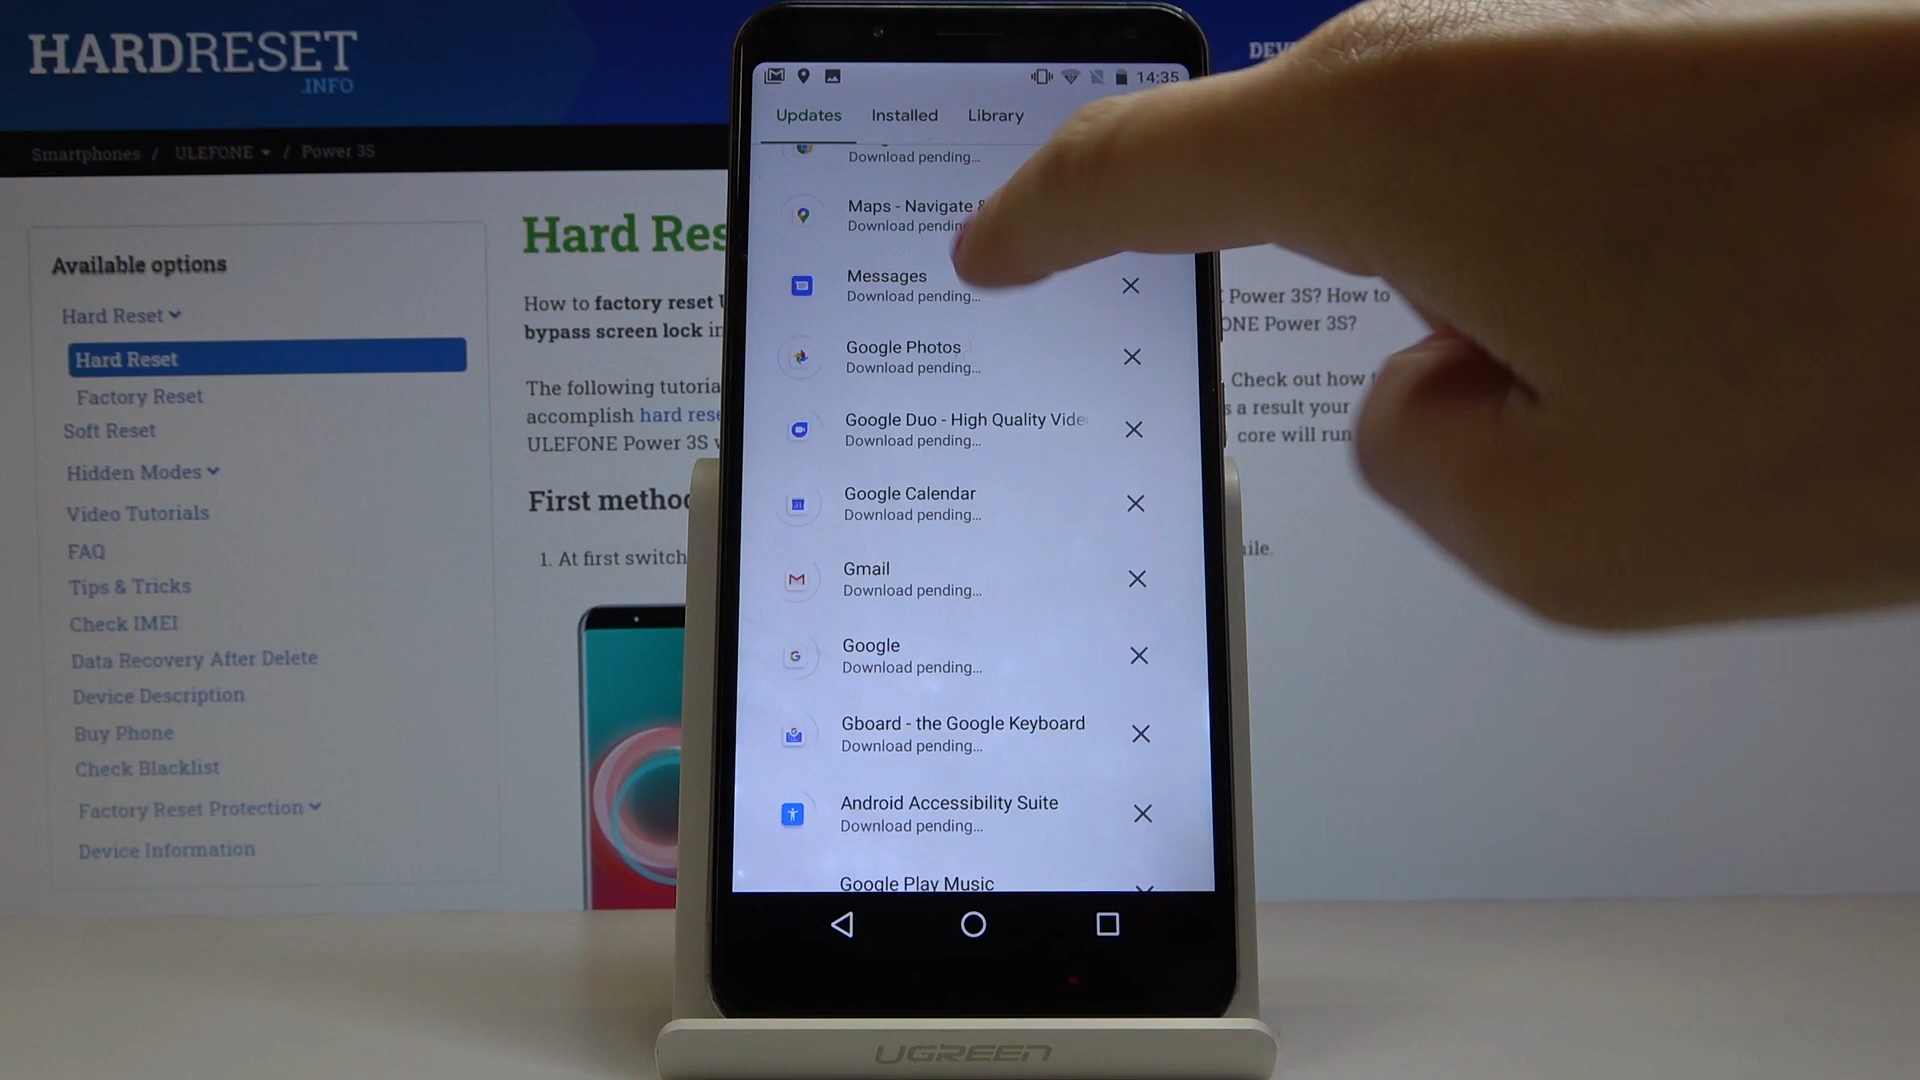 HARDRESET
.INFO
Smartphones / ULEFONE / Power 3S
Available options
Hard Reset
Hard Reset
Factory Reset
Soft Reset
Hidden Modes
Video Tutorials
FAQ
Tips & Tricks
Check IMEI
Data Recovery After Delete
Device Description
Buy Phone
Check Blacklist
Factory Reset Protection
Device Information
Hard Res
How to factory reset
bypass screen lock in
The following tutoria
accomplish hard rese
ULEFONE Power 3S
First method
1. At first switch
14:35
Updates Installed Library
Download pending...
Maps - Navigate &
Download pending
Messages
Download pending...
Google Photos
Download pending...
Google Duo - High Quality Vide
Download pending...
Google Calendar
Download pending...
Gmail
Download pending...
Google
Download pending...
Gboard - the Google Keyboard
Download pending...
Android Accessibility Suite
Download pending...
Google Play Music
DEV
Power 3S? How to
ONE Power 3S?
Check out how
s a result your
core will run
UGREEN